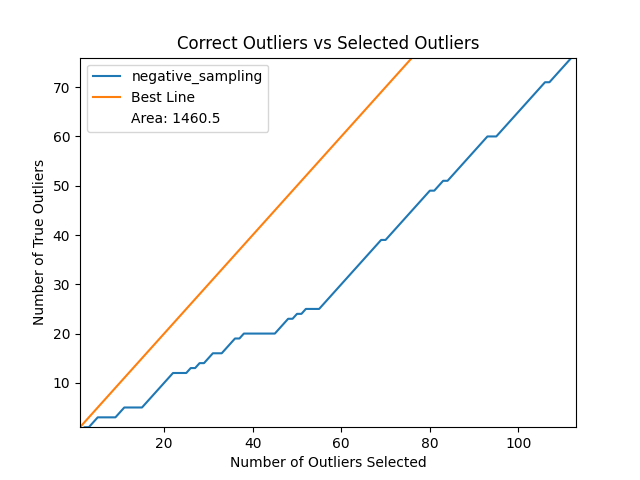 Correct Outliers vs Selected Outliers
negative_sampling
Best Line
Area: 1460.5
Number of True Outliers
70
60
50
40
30
20
10
20 40 60 80 100
Number of Outliers Selected